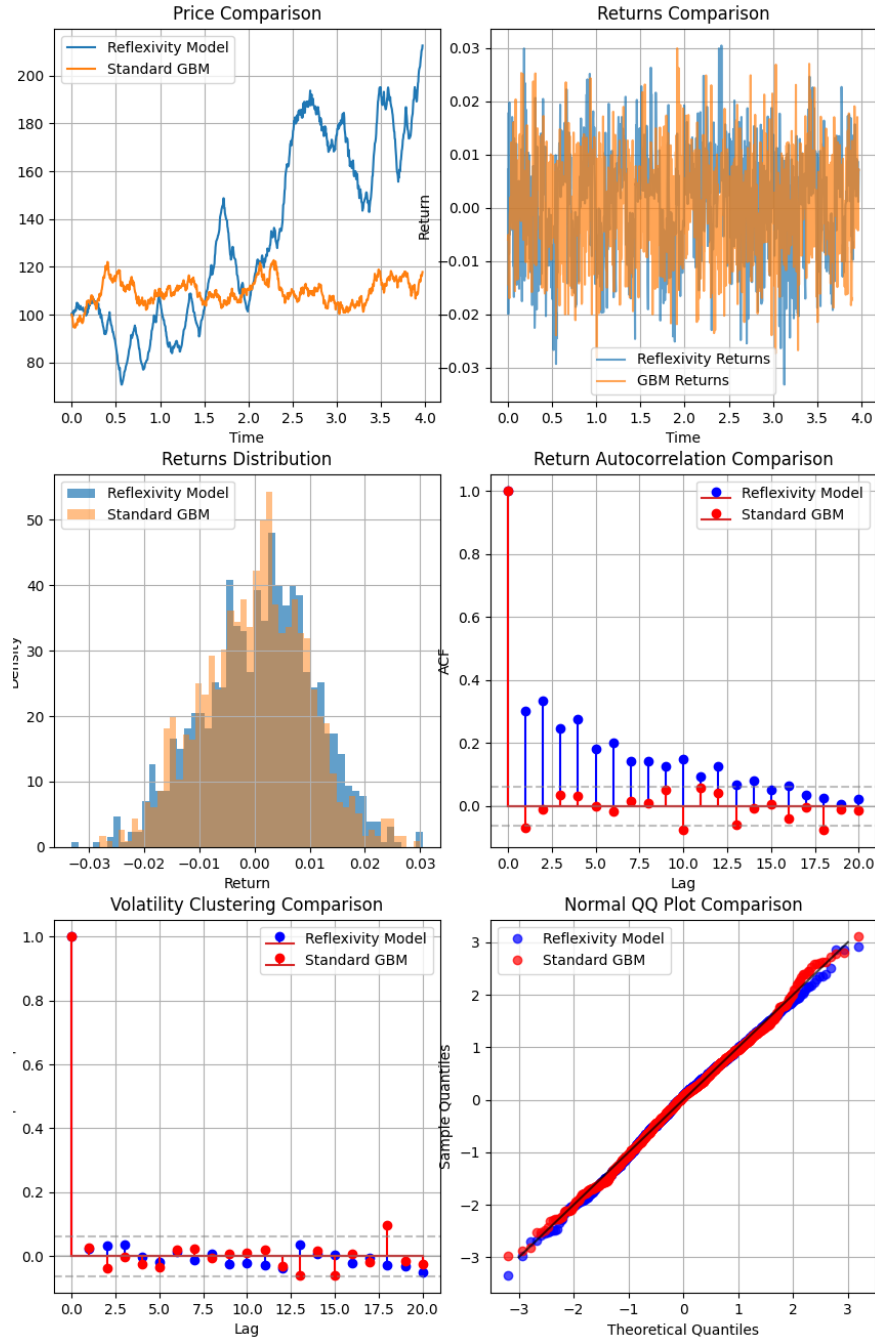 Price Comparison
Reflexivity Model
Standard GBM
200
180
160
140
120
100
80
0.0 0.5 1.0 1.5 2.0 2.5 3.0 3.5 4.0
Time
Returns Comparison
Return
0.03
0.02
0.01
0.00
−0.01
−0.02
−0.03
Reflexivity Returns
GBM Returns
0.0 0.5 1.0 1.5 2.0 2.5 3.0 3.5 4.0
Time
Returns Distribution
Reflexivity Model
Standard GBM
Density
50
40
30
20
10
0
−0.03 −0.02 −0.01 0.00 0.01 0.02 0.03
Return
Return Autocorrelation Comparison
Reflexivity Model
Standard GBM
ACF
1.0
0.8
0.6
0.4
0.2
0.0
0.0 2.5 5.0 7.5 10.0 12.5 15.0 17.5 20.0
Lag
Volatility Clustering Comparison
Reflexivity Model
Standard GBM
1.0
0.8
0.6
0.4
0.2
0.0
0.0 2.5 5.0 7.5 10.0 12.5 15.0 17.5 20.0
Lag
Normal QQ Plot Comparison
Reflexivity Model
Standard GBM
Sample Quantiles
3
2
1
0
−1
−2
−3
−3 −2 −1 0 1 2 3
Theoretical Quantiles